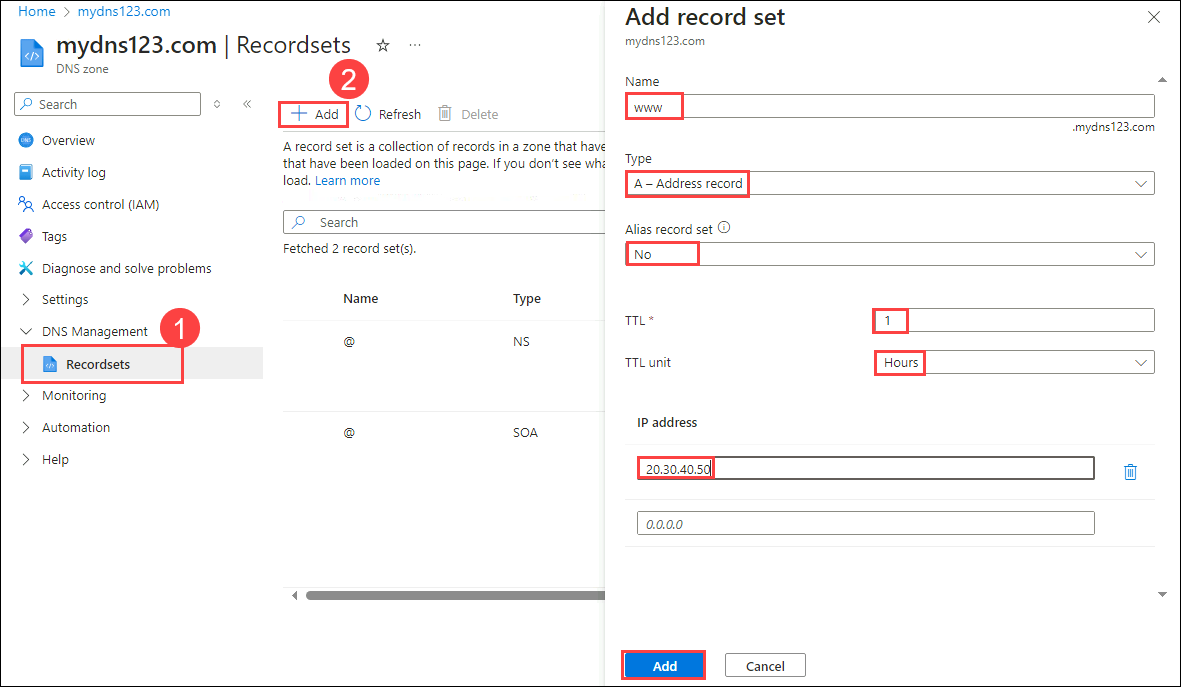 Home > mydns123.com
mydns123.com | Recordsets
DNS zone
Search
Overview
Activity log
Access control (IAM)
Tags
Diagnose and solve problems
Settings
DNS Management
1
Recordsets
Monitoring
Automation
Help
2
Add
Refresh
Delete
A record set is a collection of records in a zone that have
that have been loaded on this page. If you don't see wha
load. Learn more
Search
Fetched 2 record set(s).
Name Type
@ NS
@ SOA
Add record set
mydns123.com
Name
www
.mydns123.com
Type
A – Address record
Alias record set
No
TTL * 1
TTL unit Hours
IP address
20.30.40.50
0.0.0.0
Add Cancel